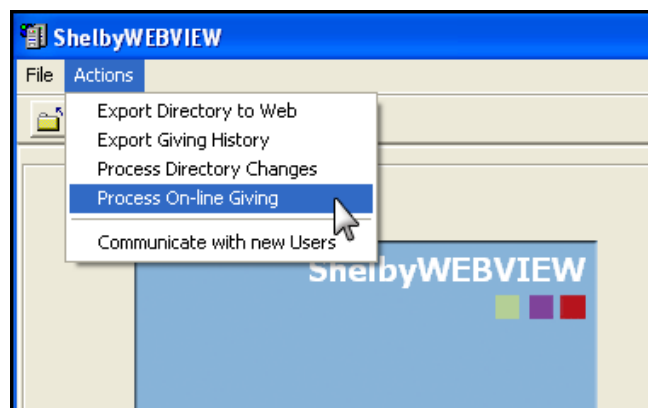 ShelbyWEBVIEW
File Actions
Export Directory to Web
Export Giving History
Process Directory Changes
Process On-line Giving
Communicate with new Users
ShelbyWEBVIEW